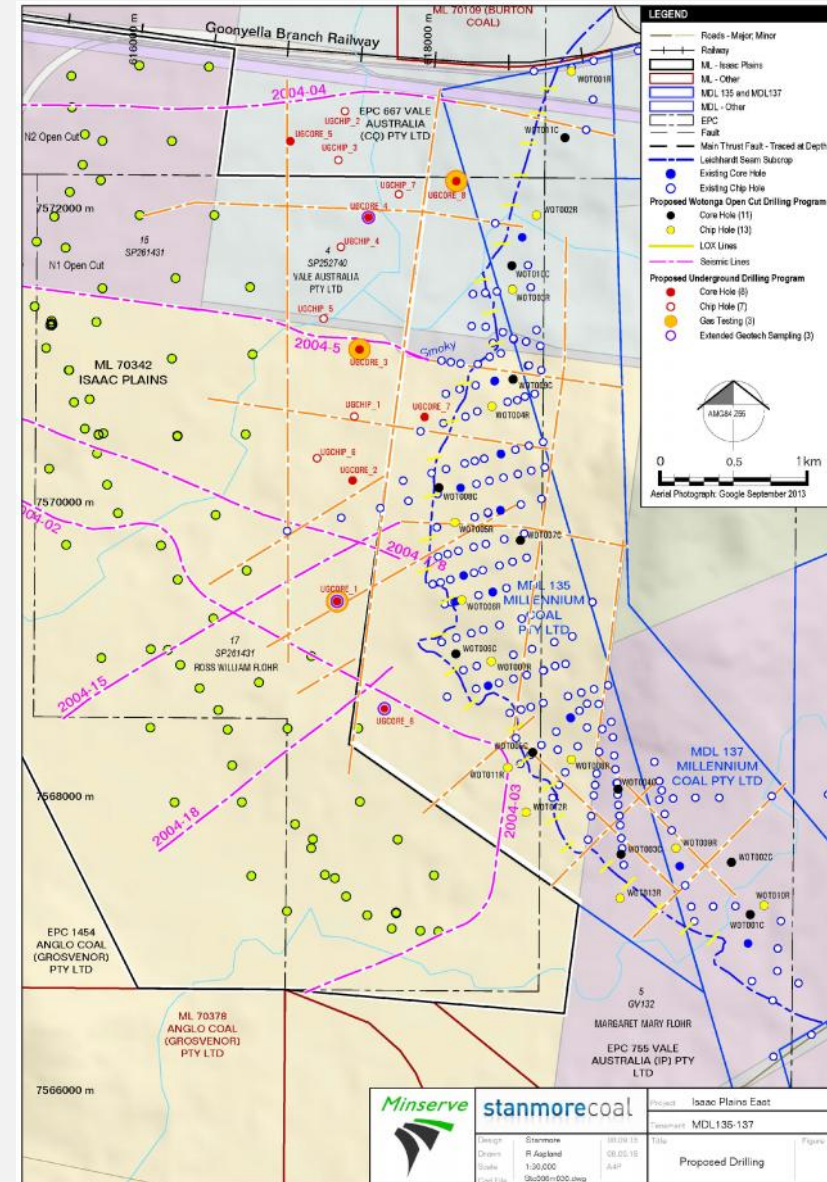 ML 70109 (BURTON
COAL)
616000 m
618000 m
Goonyella Branch Railway
2004-04
WOT001R
EPC 667 VALE
AUSTRALIA
(CQ) PTY LTD
UGCHIP_2
UGCORE_5
UGCHIP_3
WOT011C
N2 Open Cut
UGCHIP_7
UGCORE_8
7572000 m
UGCORE_4
WOT002R
15
SP261431
UGCHIP_4
4
SP252740
VALE AUSTRALIA
PTY LTD
N1 Open Cut
WOT010C
WOT003R
UGCHIP_5
2004-5
Smoky
UGCORE_3
ML 70342
ISAAC PLAINS
WOT009C
UGCHIP_1
UGCORE_7
WOT004R
UGCHIP_6
UGCORE_2
WOT008C
7570000 m
2004-02
WOT005R
WOT007C
2004-17/8
MDL 135
MILLENNIUM
COAL
PTY LTD
UGCORE_1
WOT006R
17
SP261431
ROSS WILLIAM FLOHR
WOT006C
WOT007R
2004-15
UGCORE_6
WOT005C
WOT011R
WOT008R
MDL 137
MILLENNIUM
COAL PTY LTD
7568000 m
WOT004C
2004-18
2004-03
WOT012R
WOT003C
WOT009R
WOT002C
WOT013R
WOT010R
WOT001C
EPC 1454
ANGLO COAL
(GROSVENOR)
PTY LTD
5
GV132
MARGARET MARY FLOHR
ML 70378
ANGLO COAL
(GROSVENOR)
PTY LTD
EPC 755 VALE
AUSTRALIA (IP) PTY
LTD
7566000 m
LEGEND
Roads - Major; Minor
Railway
ML - Isaac Plains
ML - Other
MDL 135 and MDL137
MDL - Other
EPC
Fault
Main Thrust Fault - Traced at Depth
Leichhardt Seam Subcrop
Existing Core Hole
Existing Chip Hole
Proposed Wotonga Open Cut Drilling Program
Core Hole (11)
Chip Hole (13)
LOX Lines
Seismic Lines
Proposed Underground Drilling Program
Core Hole (8)
Chip Hole (7)
Gas Testing (3)
Extended Geotech Sampling (3)
AMG84 Z55
0 0.5 1km
Aerial Photograph: Google September 2013
Minserve
stanmorecoal
Design Stanmore
Drawn R Aspland
Scale 1:30,000 A4P
Project Isaac Plains East
Tenement MDL135-137
Title Figure
Proposed Drilling